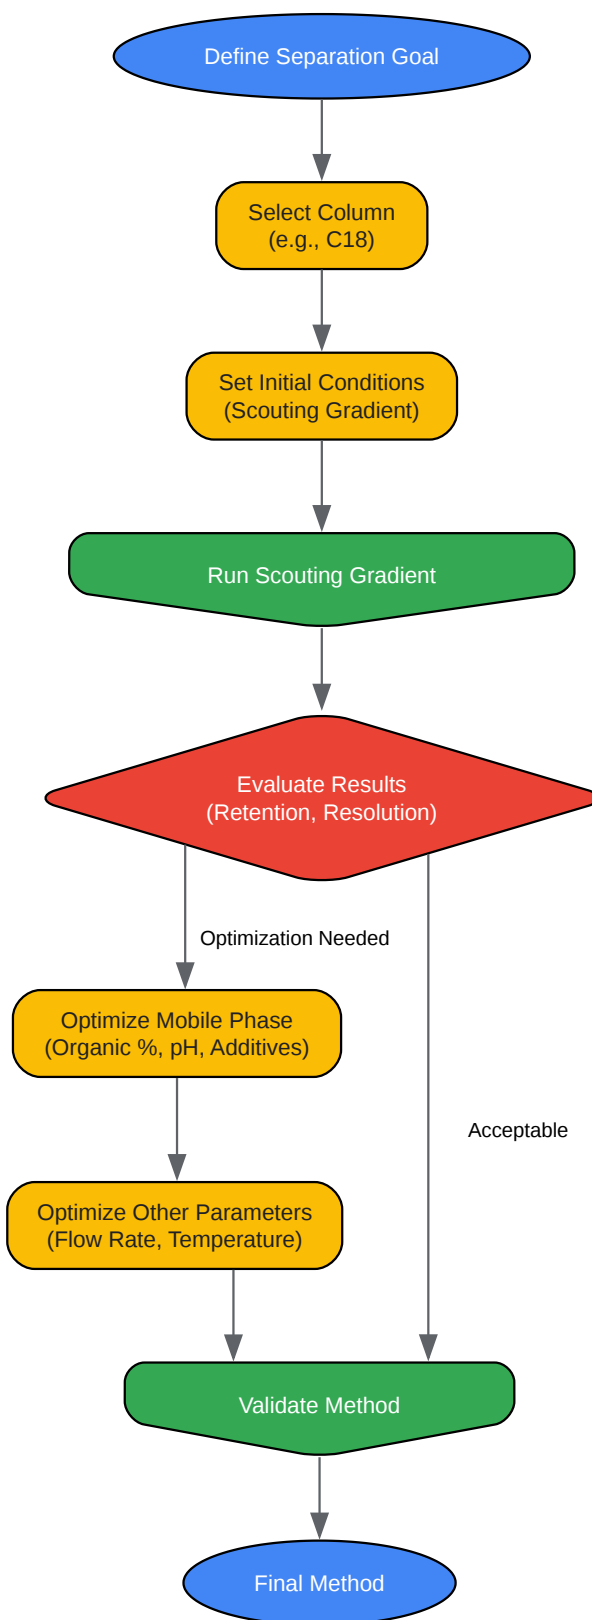 Define Separation Goal
Select Column
(e.g., C18)
Set Initial Conditions
(Scouting Gradient)
Run Scouting Gradient
Evaluate Results
(Retention, Resolution)
Optimization Needed
Optimize Mobile Phase
(Organic %, pH, Additives)
Acceptable
Optimize Other Parameters
(Flow Rate, Temperature)
Validate Method
Final Method